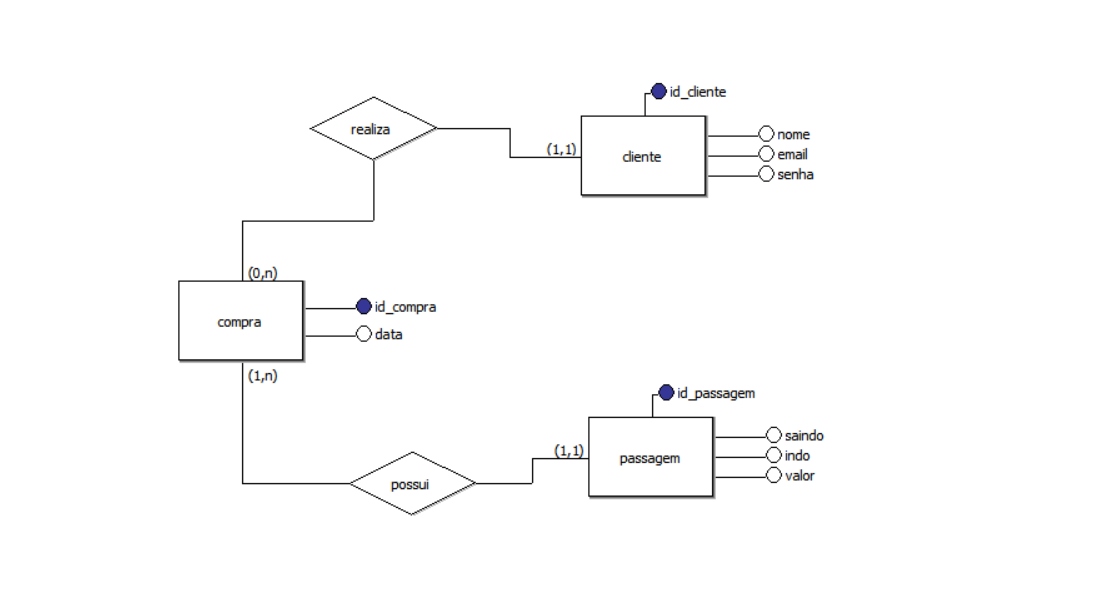 id_cliente
realiza
nome
(1,1)
cliente
email
senha
(0,n)
id_compra
compra
data
(1,n)
id_passagem
saindo
(1,1)
passagem
indo
valor
possui